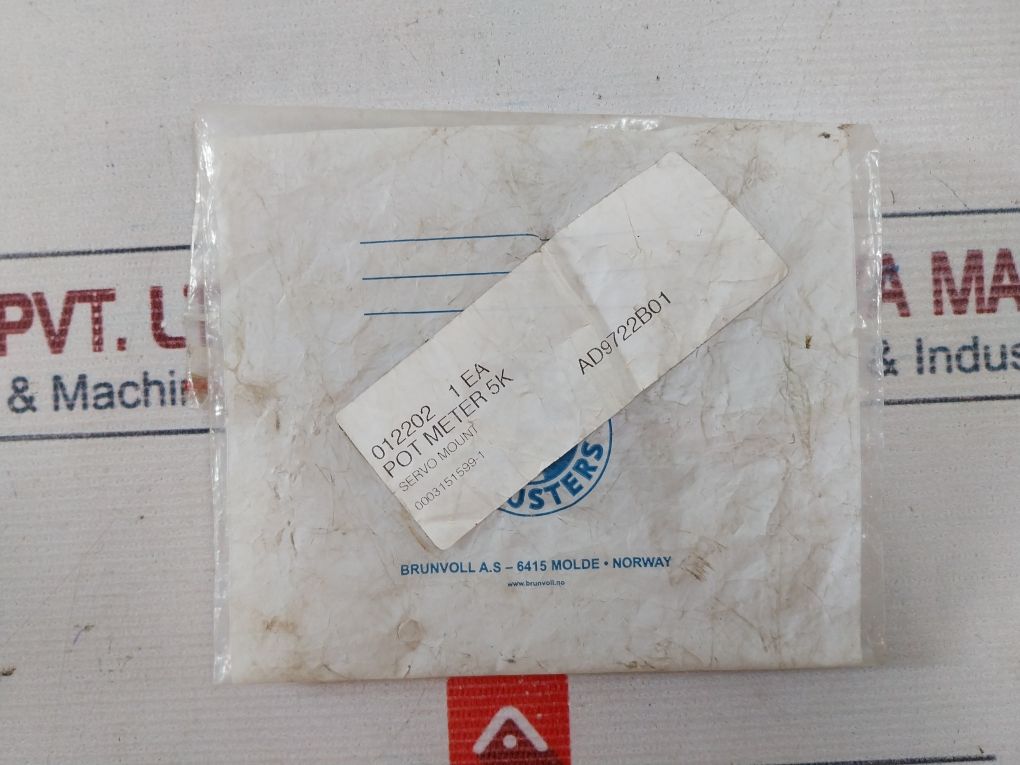 PVT. LT
& Machin
A MA
& Indus
012202 1 EA
POT METER 5K
AD9722B01
SERVO MOUNT
0003151599-1
USTERS
BRUNVOLL A.S – 6415 MOLDE • NORWAY
www.brunvoll.no